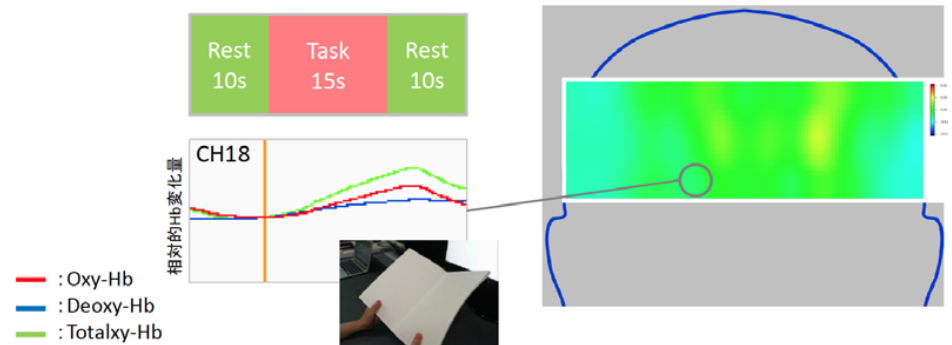 Rest
10s
Task
15s
Rest
10s
CH18
相対的Hb変化量
: Oxy-Hb
: Deoxy-Hb
: Totalxy-Hb